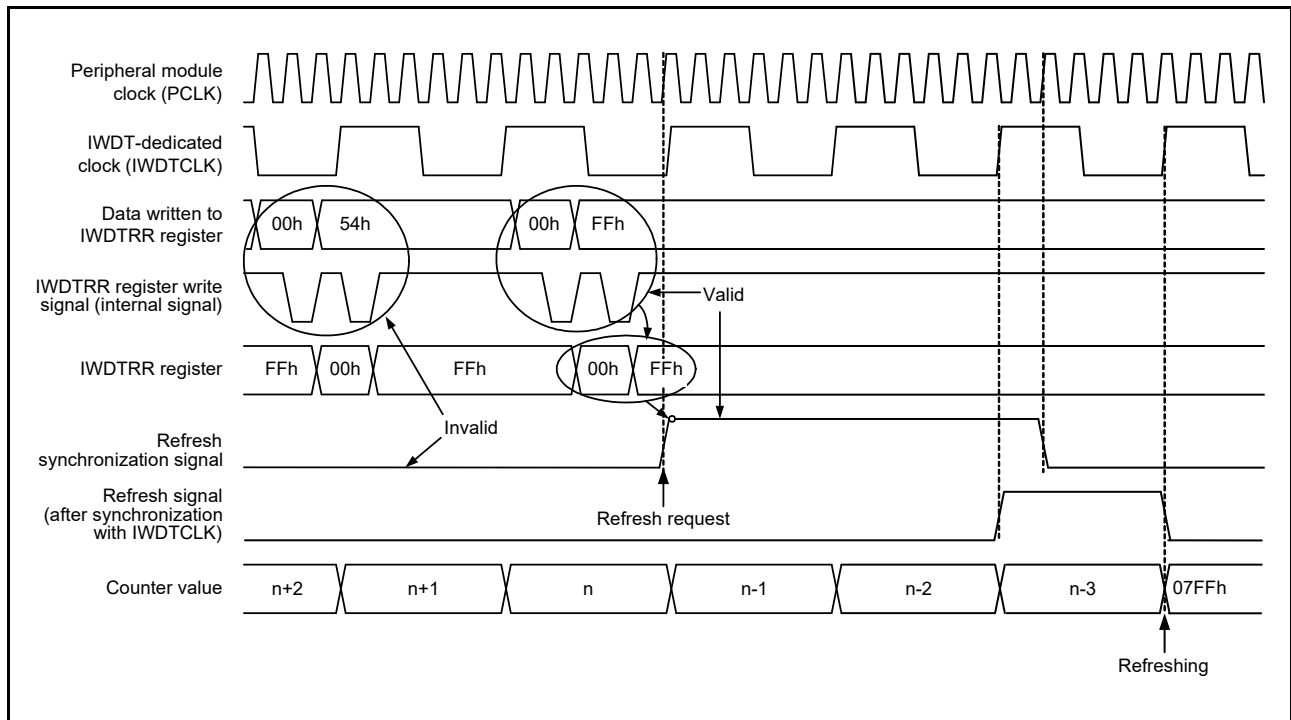 Peripheral module
clock (PCLK)
IWDT-dedicated
clock (IWDTCLK)
Data written to
IWDTRR register
00h 54h 00h FFh
IWDTRR register write
signal (internal signal)
Valid
IWDTRR register
FFh 00h FFh 00h FFh
Invalid
Refresh
synchronization signal
Refresh request
Refresh signal
(after synchronization
with IWDTCLK)
Counter value
n+2 n+1 n n-1 n-2 n-3 07FFh
Refreshing